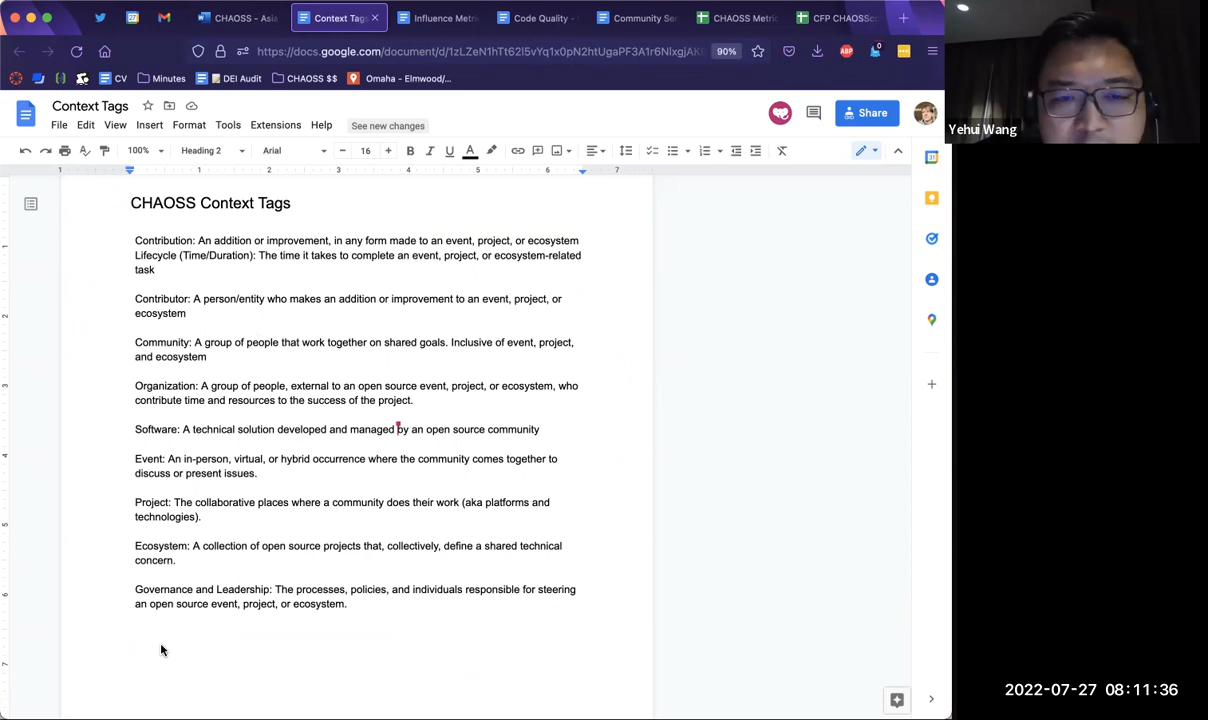 CHAOSS - Asia
Context Tags
Influence Metri
Code Quality -
Community Ser
CHAOSS Metric
CFP CHAOSSco
https://docs.google.com/document/d/1zLZeN1hTt62l5vYq1x0pN2htUgaPF3A1r6NlxgjAK
90%
CV
Minutes
DEI Audit
CHAOSS $$
Omaha - Elmwood/...
Context Tags
File Edit View Insert Format Tools Extensions Help See new changes
Share
100% Heading 2 Arial 16
CHAOSS Context Tags
Contribution: An addition or improvement, in any form made to an event, project, or ecosystem
Lifecycle (Time/Duration): The time it takes to complete an event, project, or ecosystem-related
task
Contributor: A person/entity who makes an addition or improvement to an event, project, or
ecosystem
Community: A group of people that work together on shared goals. Inclusive of event, project,
and ecosystem
Organization: A group of people, external to an open source event, project, or ecosystem, who
contribute time and resources to the success of the project.
Software: A technical solution developed and managed by an open source community
Event: An in-person, virtual, or hybrid occurrence where the community comes together to
discuss or present issues.
Project: The collaborative places where a community does their work (aka platforms and
technologies).
Ecosystem: A collection of open source projects that, collectively, define a shared technical
concern.
Governance and Leadership: The processes, policies, and individuals responsible for steering
an open source event, project, or ecosystem.
Yehui Wang
2022-07-27 08:11:36